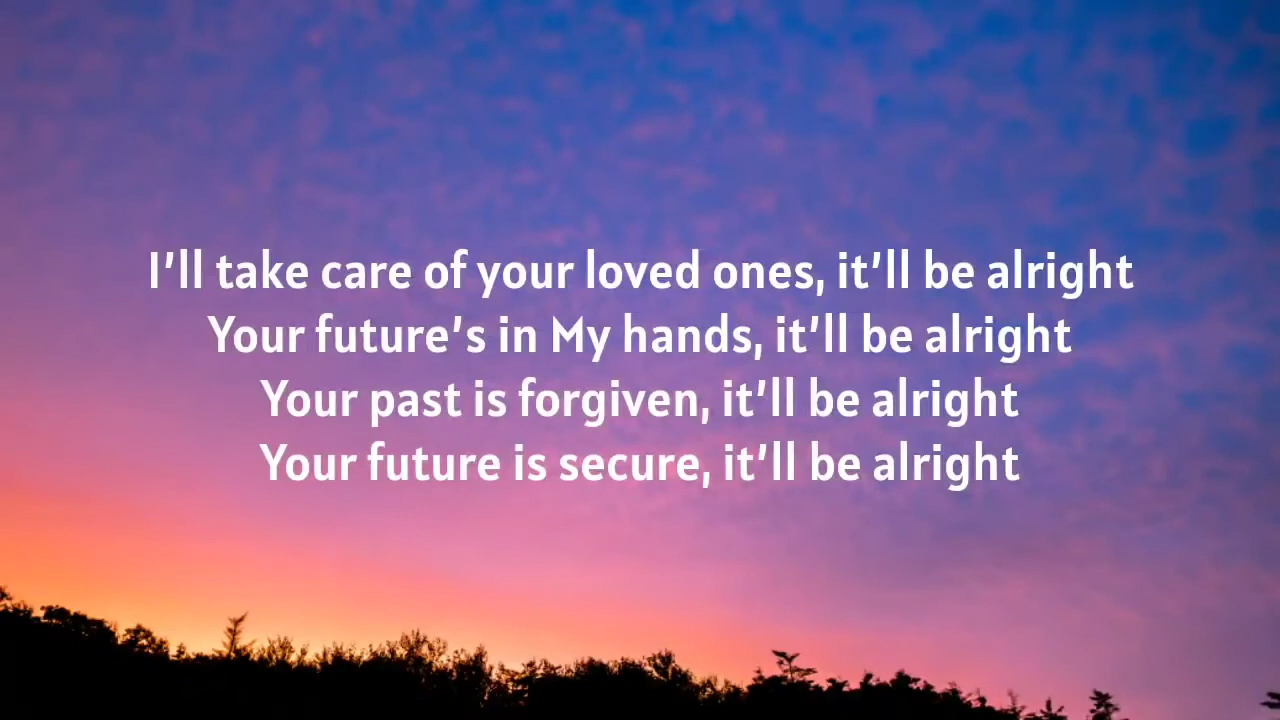 I'll take care of your loved ones, it'll be alright
Your future's in My hands, it'll be alright
Your past is forgiven, it'll be alright
Your future is secure, it'll be alright